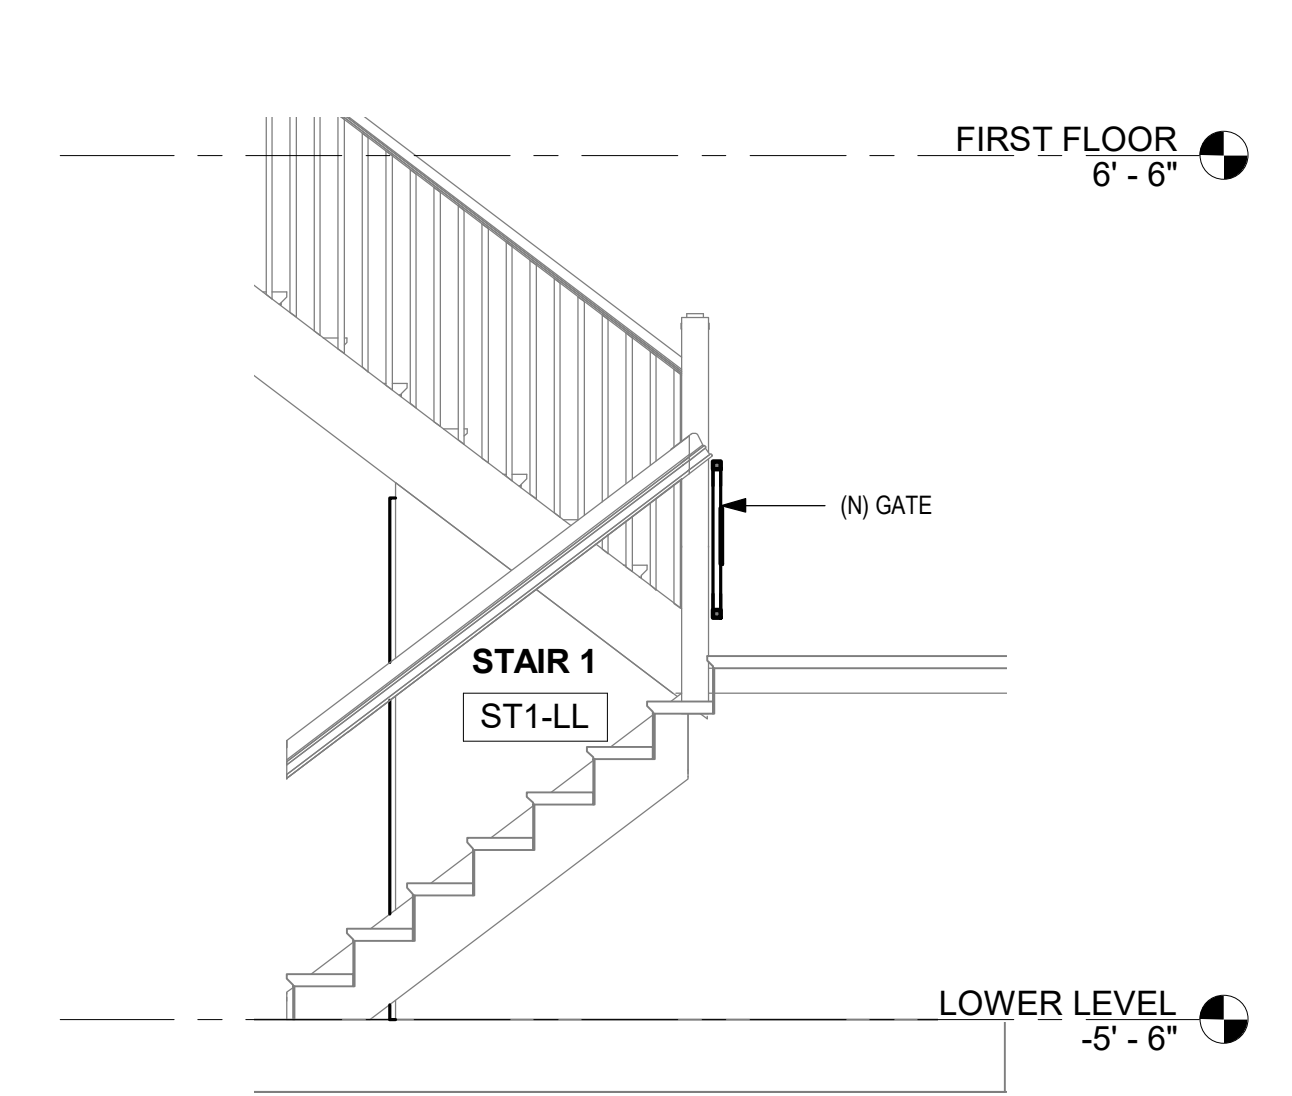 FIRST FLOOR
6' - 6"
(N) GATE
STAIR 1
ST1-LL
LOWER LEVEL
-5' - 6"